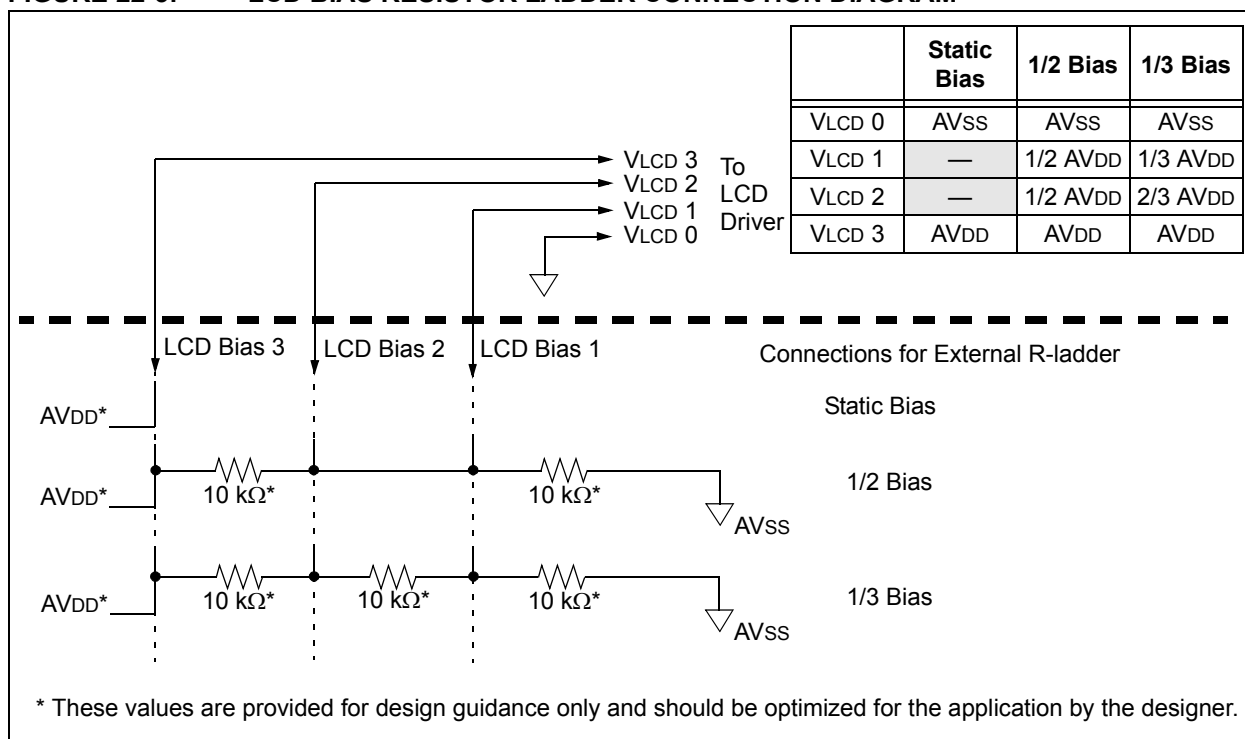 FIGURE 22-3: LCD BIAS RESISTOR LADDER CONNECTION DIAGRAM
Static Bias 1/2 Bias 1/3 Bias
VLCD 0 AVSS AVSS AVSS
VLCD 1 — 1/2 AVDD 1/3 AVDD
VLCD 2 — 1/2 AVDD 2/3 AVDD
VLCD 3 AVDD AVDD AVDD
VLCD 3
VLCD 2
VLCD 1
VLCD 0
To
LCD
Driver
LCD Bias 3 LCD Bias 2 LCD Bias 1
Connections for External R-ladder
AVDD*
Static Bias
AVDD* 10 kΩ* 10 kΩ* AVSS
1/2 Bias
AVDD* 10 kΩ* 10 kΩ* 10 kΩ* AVSS
1/3 Bias
* These values are provided for design guidance only and should be optimized for the application by the designer.